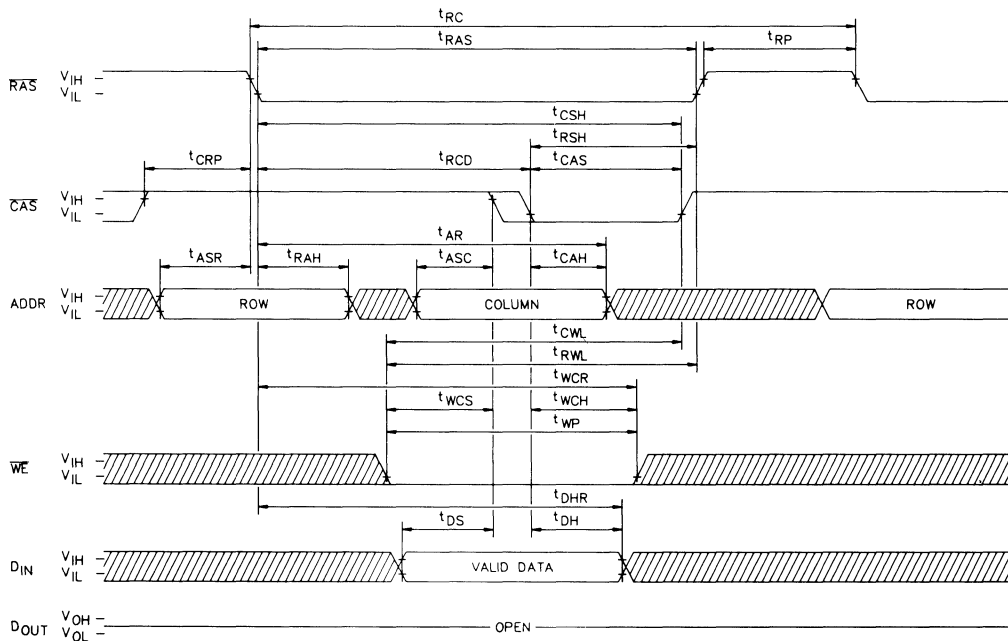 tRC
tRAS
tRP
RAS
VIH
VIL
tCSH
tRSH
tCRP
tRCD
tCAS
CAS
VIH
VIL
tAR
tASR
tRAH
tASC
tCAH
ADDR
VIH
VIL
ROW
COLUMN
ROW
tCWL
tRWL
tWCR
tWCS
tWCH
tWP
WE
VIH
VIL
tDHR
tDS
tDH
DIN
VIH
VIL
VALID DATA
DOUT
VOH
VOL
OPEN